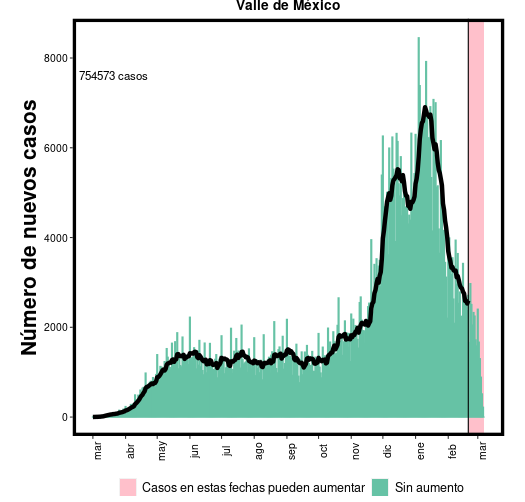 Valle de México
Número de nuevos casos
8000
754573 casos
6000
4000
2000
0
mar abr may jun jul ago sep oct nov dic ene feb mar
Casos en estas fechas pueden aumentar Sin aumento